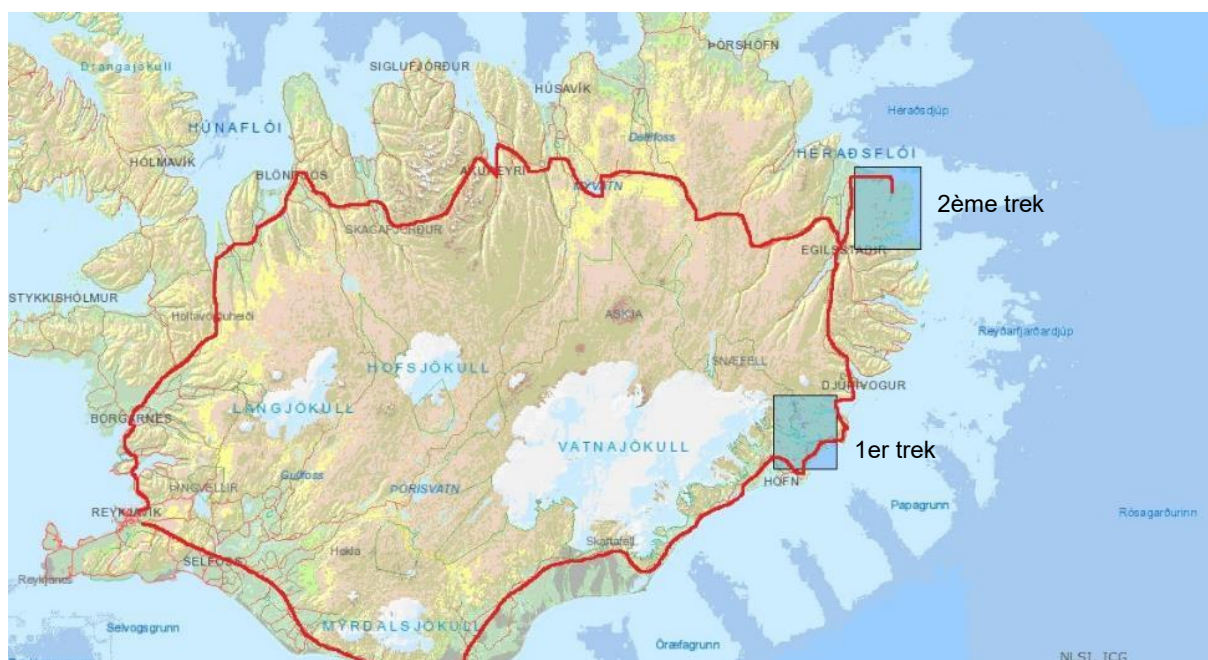 ÞÓRSHÖFN
SIGLUFJÖRÐUR
Drangajökull
HÚSAVÍK
Héraðsdjúp
HÚNAFLÓI
Dettifoss
HÓLMAVÍK
HÉRAÐSFLÓI
BLÖNDUÓS
AKUREYRI
MÝVATN
2ème trek
SKAGAFJÖRÐUR
EGILSSTAÐIR
STYKKISHÓLMUR
Holtavörðuheiði
ASKJA
Reyðarfjarðardjúp
HOFSJÖKULL
SNÆFELL
DJÚPIVOGUR
LANGJÖKULL
BORGARNES
VATNAJÖKULL
1er trek
Gullfoss
ÞINGVELLIR
ÞÓRISVATN
HÖFN
REYKJAVÍK
Papagrunn
Rósagarðurinn
Skaftafell
Hekla
SELFOSS
Reykjanes
Selvogsgrunn
MÝRDALSJÖKULL
Öræfagrunn
NLSI, ICG